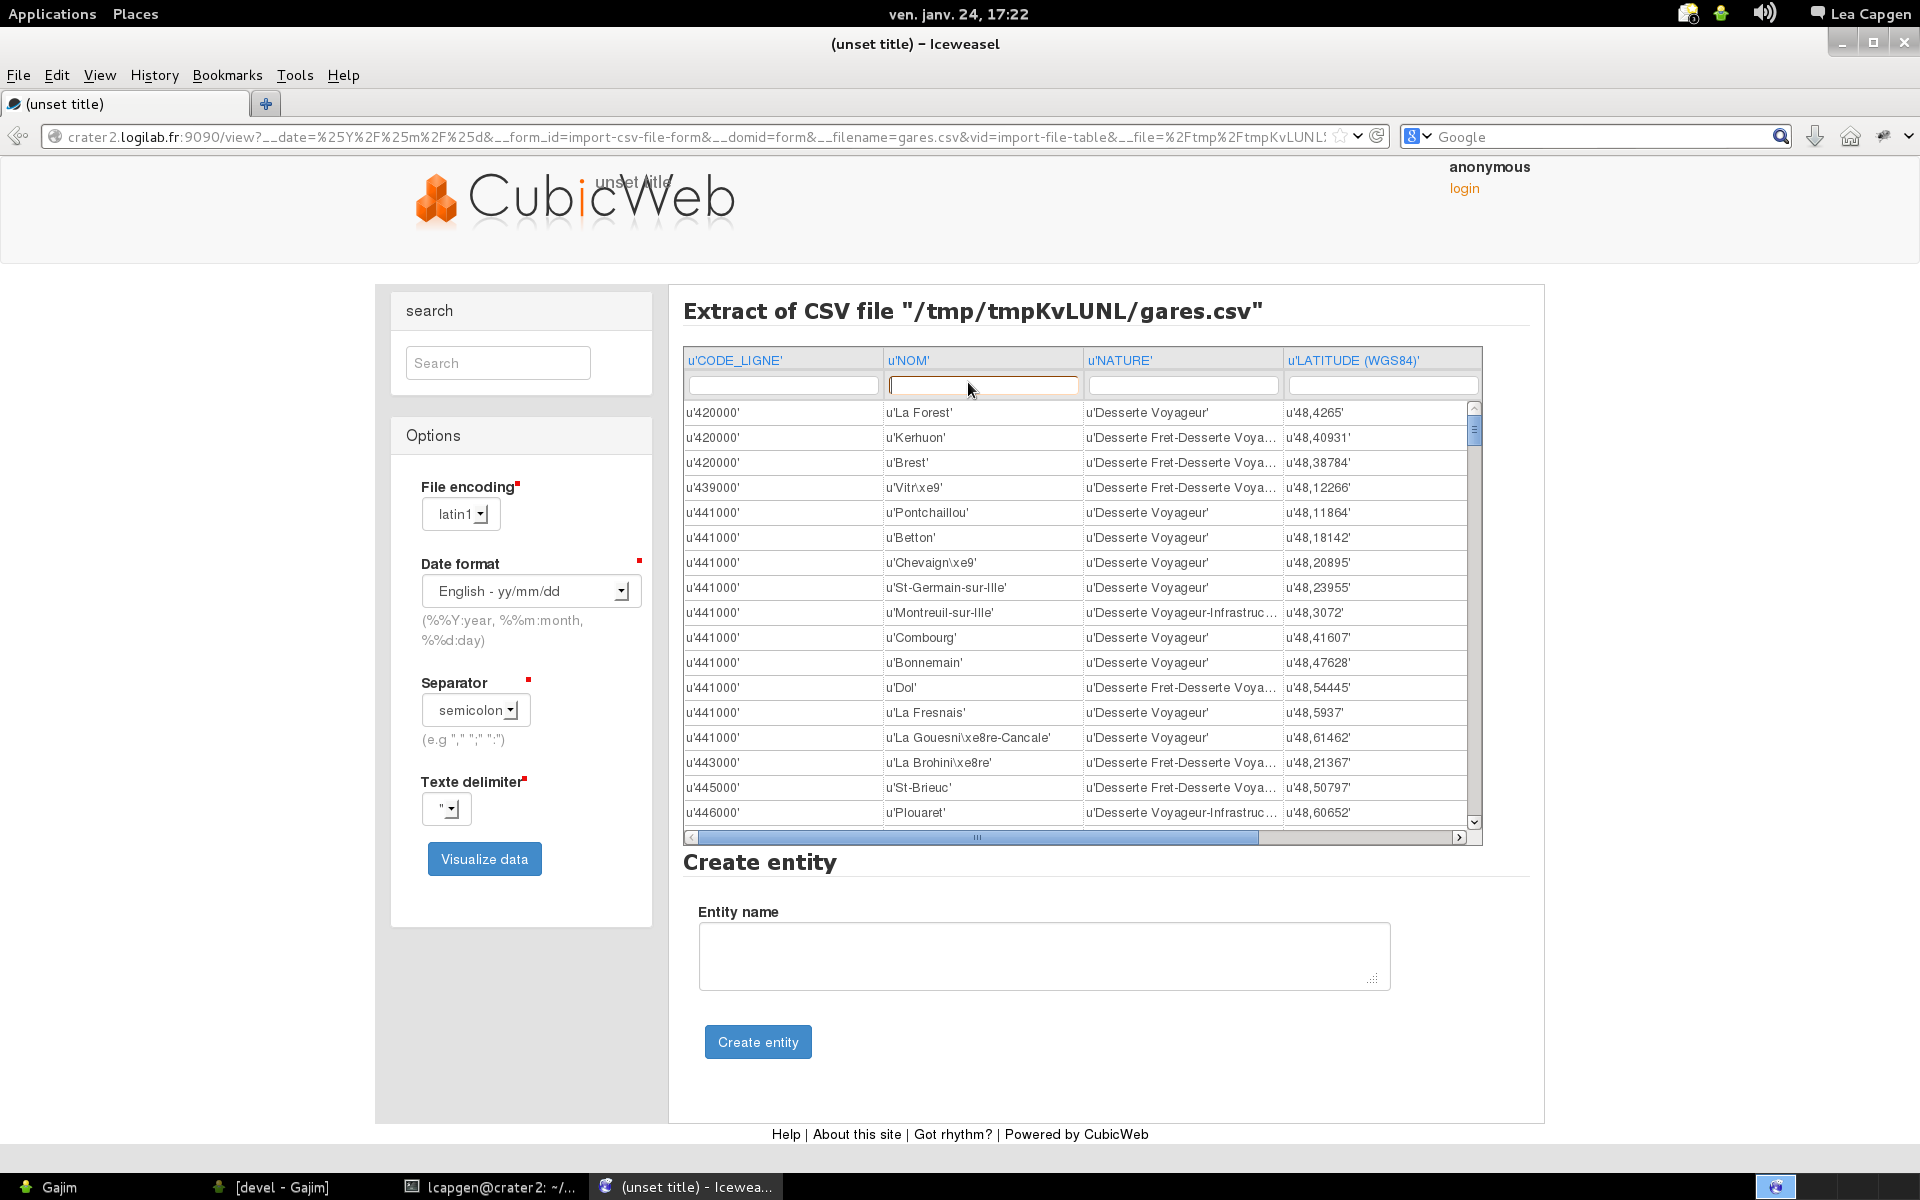 Applications Places ven. janv. 24, 17:22 Lea Capgen
(unset title) - Iceweasel
File Edit View History Bookmarks Tools Help
(unset title)
crater2.logilab.fr:9090/view?__date=%25Y%2F%25m%2F%25d&__form_id=import-csv-file-form&__domid=form&__filename=gares.csv&vid=import-file-table&__file=%2Ftmp%2FtmpKvLUNL Google
anonymous
unset title
CubicWeb
login
search
Search
Options
File encoding
latin1
Date format
English - yy/mm/dd
(%%Y:year, %%m:month,
%%d:day)
Separator
semicolon
(e.g "," ";" ":")
Texte delimiter
"
Visualize data
Extract of CSV file "/tmp/tmpKvLUNL/gares.csv"
u'CODE_LIGNE' u'NOM' u'NATURE' u'LATITUDE (WGS84)'
u'420000' u'La Forest' u'Desserte Voyageur' u'48,4265'
u'420000' u'Kerhuon' u'Desserte Fret-Desserte Voya... u'48,40931'
u'420000' u'Brest' u'Desserte Fret-Desserte Voya... u'48,38784'
u'439000' u'Vitr\xe9' u'Desserte Fret-Desserte Voya... u'48,12266'
u'441000' u'Pontchaillou' u'Desserte Voyageur' u'48,11864'
u'441000' u'Betton' u'Desserte Voyageur' u'48,18142'
u'441000' u'Chevaign\xe9' u'Desserte Voyageur' u'48,20895'
u'441000' u'St-Germain-sur-Ille' u'Desserte Voyageur' u'48,23955'
u'441000' u'Montreuil-sur-Ille' u'Desserte Voyageur-Infrastruc... u'48,3072'
u'441000' u'Combourg' u'Desserte Voyageur' u'48,41607'
u'441000' u'Bonnemain' u'Desserte Voyageur' u'48,47628'
u'441000' u'Dol' u'Desserte Fret-Desserte Voya... u'48,54445'
u'441000' u'La Fresnais' u'Desserte Voyageur' u'48,5937'
u'441000' u'La Gouesni\xe8re-Cancale' u'Desserte Voyageur' u'48,61462'
u'443000' u'La Brohini\xe8re' u'Desserte Fret-Desserte Voya... u'48,21367'
u'445000' u'St-Brieuc' u'Desserte Fret-Desserte Voya... u'48,50797'
u'446000' u'Plouaret' u'Desserte Voyageur-Infrastruc... u'48,60652'
Create entity
Entity name
Create entity
Help | About this site | Got rhythm? | Powered by CubicWeb
Gajim [devel - Gajim] lcapgen@crater2: ~/... (unset title) - Icewea...